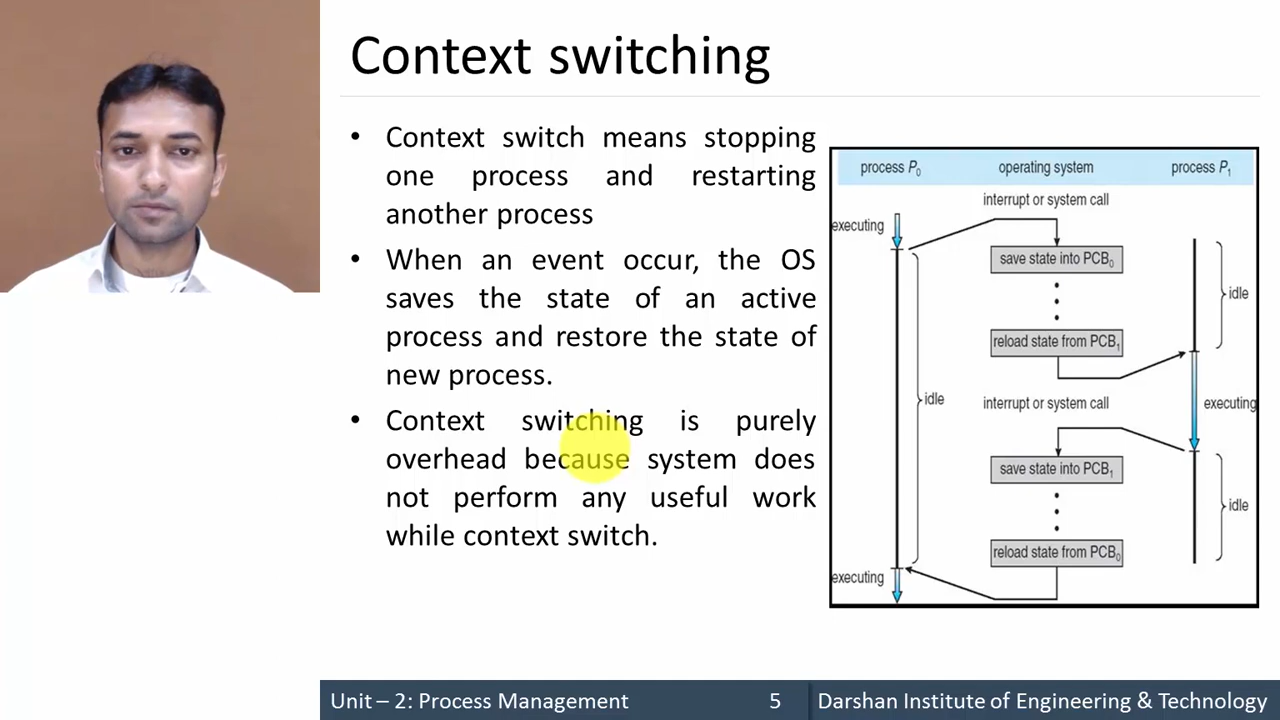 Context switching
• Context switch means stopping
one process and restarting
another process
• When an event occur, the OS
saves the state of an active
process and restore the state of
new process.
• Context switching is purely
overhead because system does
not perform any useful work
while context switch.
process P0 operating system process P1
interrupt or system call
executing
save state into PCB0
idle
reload state from PCB1
idle
interrupt or system call
executing
save state into PCB1
idle
reload state from PCB0
executing
Unit – 2: Process Management 5 Darshan Institute of Engineering & Technology